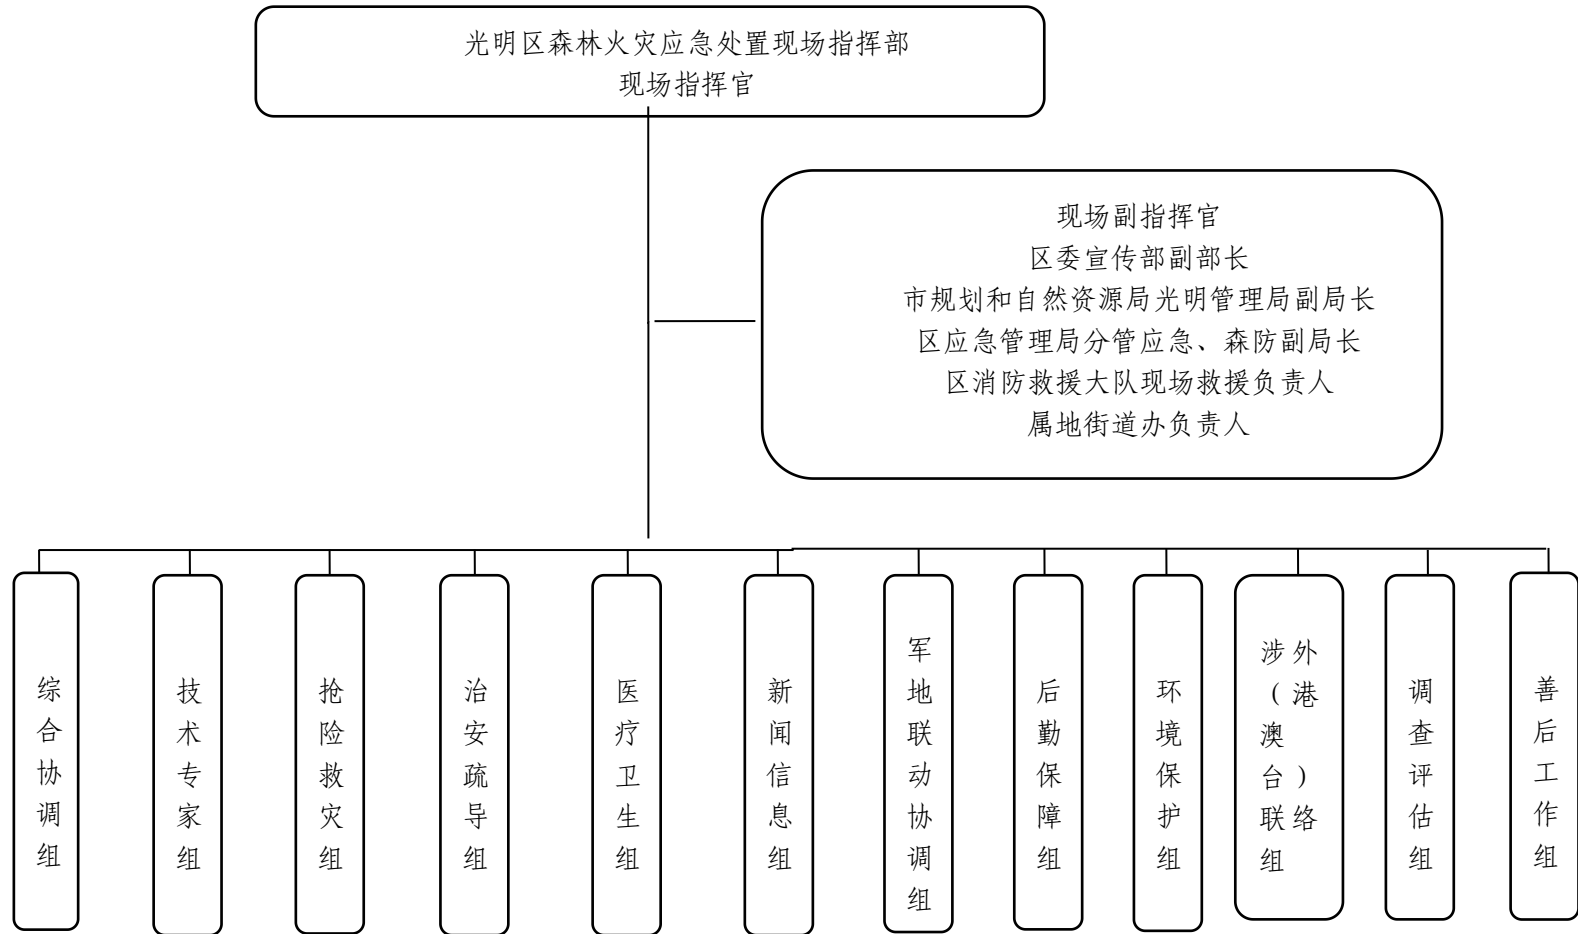 光明区森林火灾应急处置现场指挥部
现场指挥官
现场副指挥官
区委宣传部副部长
市规划和自然资源局光明管理局副局长
区应急管理局分管应急、森防副局长
区消防救援大队现场救援负责人
属地街道办负责人
综合协调组
技术专家组
抢险救灾组
治安疏导组
医疗卫生组
新闻信息组
军地联动协调组
后勤保障组
环境保护组
涉外
（港
澳
台）
联络
组
调查评估组
善后工作组